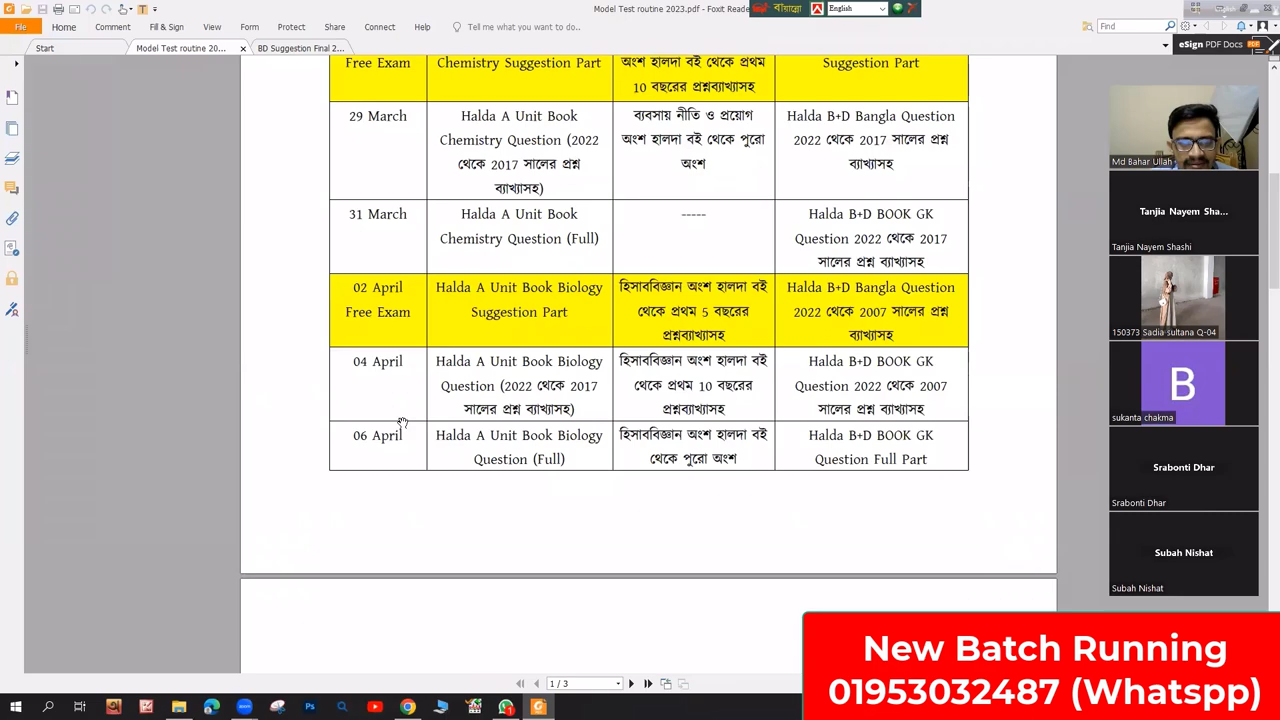 Model Test routine 2023.pdf - Foxit Reade
বায়ান্নো
English
File
Home
Comment
Fill & Sign
View
Form
Protect
Share
Connect
Help
Tell me what you want to do...
Find
Start
Model Test routine 20...
BD Suggestion Final 2...
eSign PDF Docs
Free Exam
Chemistry Suggestion Part
অংশ হালদা বই থেকে প্রথম
10 বছরের প্রশ্নব্যাখ্যাসহ
Suggestion Part
29 March
Halda A Unit Book
Chemistry Question (2022
থেকে 2017 সালের প্রশ্ন
ব্যাখ্যাসহ)
ব্যবসায় নীতি ও প্রয়োগ
অংশ হালদা বই থেকে পুরো
অংশ
Halda B+D Bangla Question
2022 থেকে 2017 সালের প্রশ্ন
ব্যাখ্যাসহ
31 March
Halda A Unit Book
Chemistry Question (Full)
-----
Halda B+D BOOK GK
Question 2022 থেকে 2017
সালের প্রশ্ন ব্যাখ্যাসহ
02 April
Free Exam
Halda A Unit Book Biology
Suggestion Part
হিসাববিজ্ঞান অংশ হালদা বই
থেকে প্রথম 5 বছরের
প্রশ্নব্যাখ্যাসহ
Halda B+D Bangla Question
2022 থেকে 2007 সালের প্রশ্ন
ব্যাখ্যাসহ
04 April
Halda A Unit Book Biology
Question (2022 থেকে 2017
সালের প্রশ্ন ব্যাখ্যাসহ)
হিসাববিজ্ঞান অংশ হালদা বই
থেকে প্রথম 10 বছরের
প্রশ্নব্যাখ্যাসহ
Halda B+D BOOK GK
Question 2022 থেকে 2007
সালের প্রশ্ন ব্যাখ্যাসহ
06 April
Halda A Unit Book Biology
Question (Full)
হিসাববিজ্ঞান অংশ হালদা বই
থেকে পুরো অংশ
Halda B+D BOOK GK
Question Full Part
Md Bahar Ullah
Tanjia Nayem Sha...
Tanjia Nayem Shashi
150373 Sadia sultana Q-04
B
sukanta chakma
Srabonti Dhar
Srabonti Dhar
Subah Nishat
Subah Nishat
1 / 3
New Batch Running
01953032487 (Whatspp)